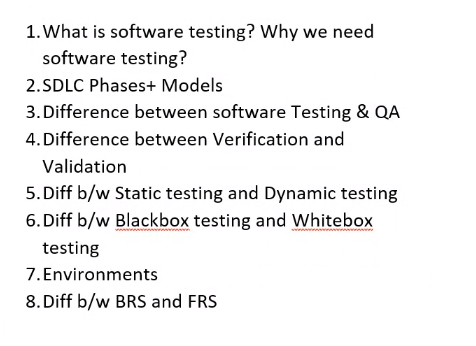 1.What is software testing? Why we need
software testing?
2.SDLC Phases+ Models
3.Difference between software Testing & QA
4.Difference between Verification and
Validation
5.Diff b/w Static testing and Dynamic testing
6.Diff b/w Blackbox testing and Whitebox
testing
7.Environments
8.Diff b/w BRS and FRS